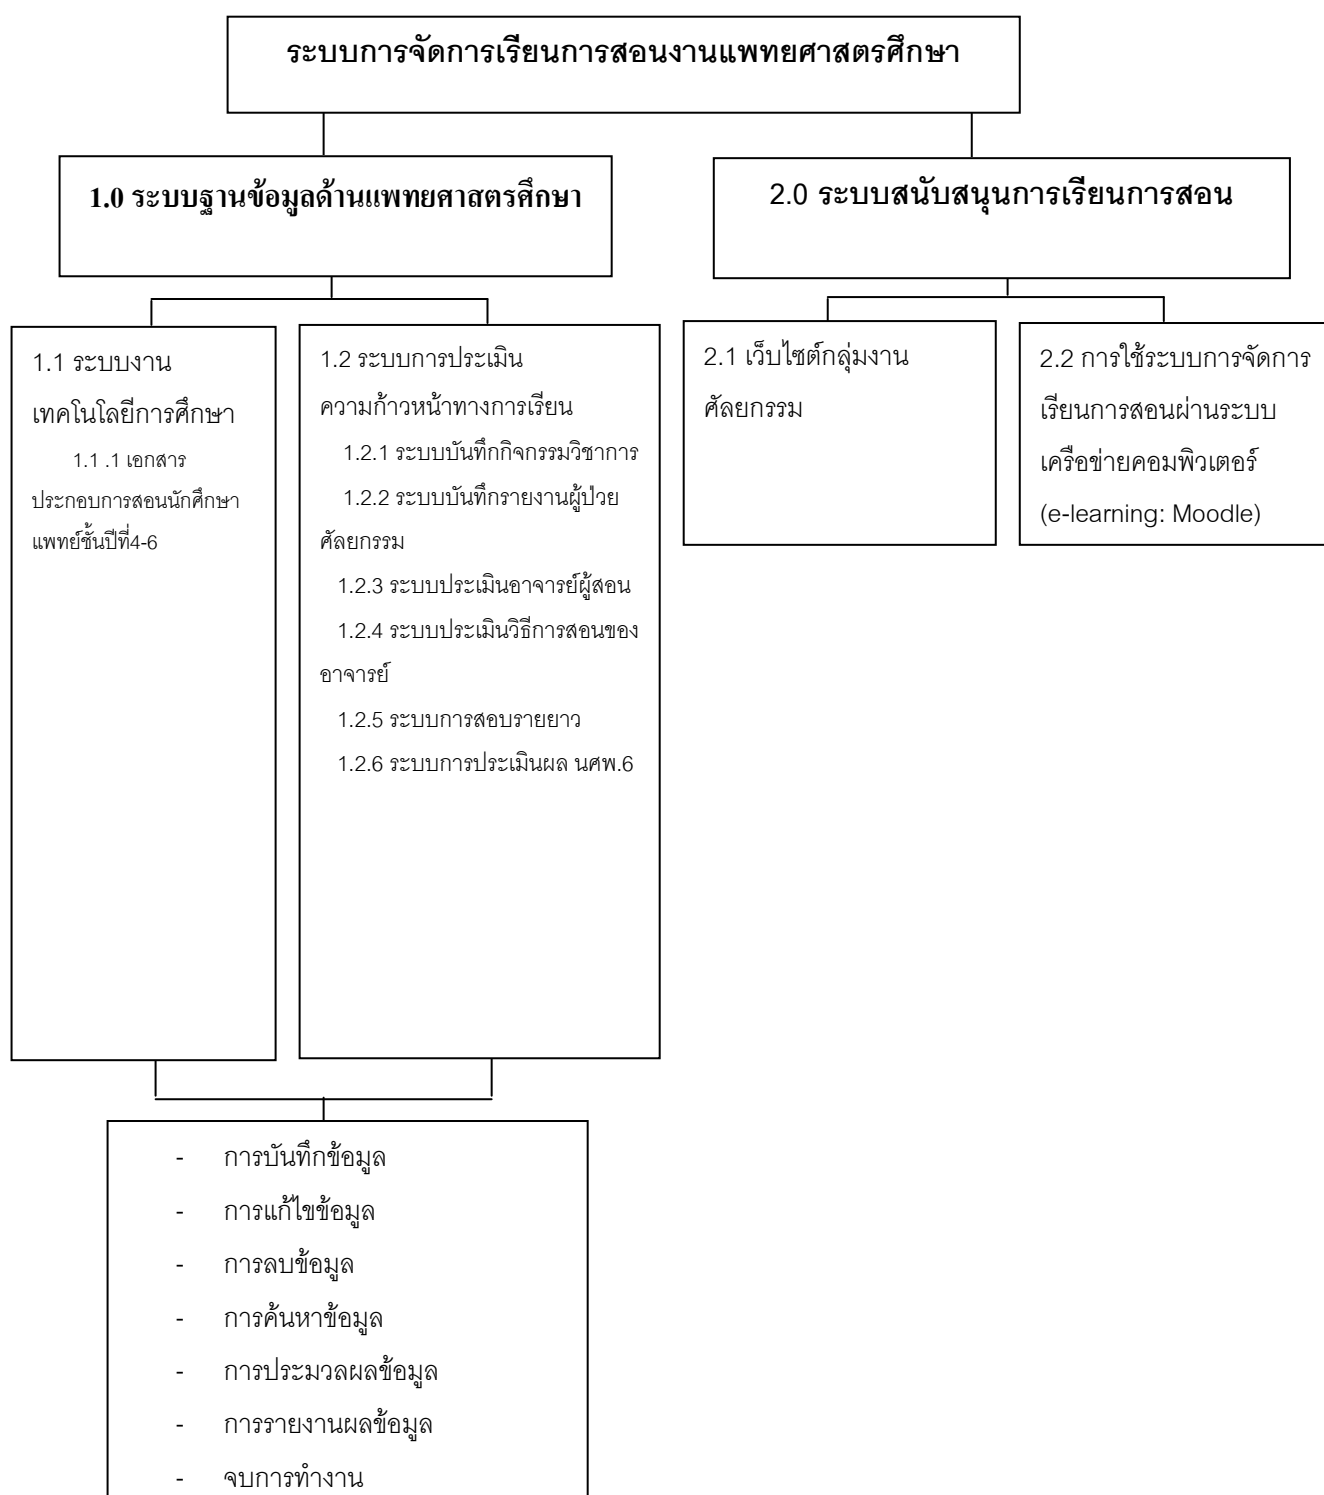 ระบบการจัดการเรียนการสอนงานแพทยศาสตรศึกษา
1.0 ระบบฐานข้อมูลด้านแพทยศาสตรศึกษา
2.0 ระบบสนับสนุนการเรียนการสอน
1.1 ระบบงาน
เทคโนโลยีการศึกษา
1.1 .1 เอกสาร
ประกอบการสอนนักศึกษา
แพทย์ชั้นปีที่4-6
1.2 ระบบการประเมิน
ความก้าวหน้าทางการเรียน
1.2.1 ระบบบันทึกกิจกรรมวิชาการ
1.2.2 ระบบบันทึกรายงานผู้ป่วย
ศัลยกรรม
1.2.3 ระบบประเมินอาจารย์ผู้สอน
1.2.4 ระบบประเมินวิธีการสอนของ
อาจารย์
1.2.5 ระบบการสอบรายยาว
1.2.6 ระบบการประเมินผล นศพ.6
2.1 เว็บไซต์กลุ่มงาน
ศัลยกรรม
2.2 การใช้ระบบการจัดการ
เรียนการสอนผ่านระบบ
เครือข่ายคอมพิวเตอร์
(e-learning: Moodle)
- การบันทึกข้อมูล
- การแก้ไขข้อมูล
- การลบข้อมูล
- การค้นหาข้อมูล
- การประมวลผลข้อมูล
- การรายงานผลข้อมูล
- จบการทำงาน